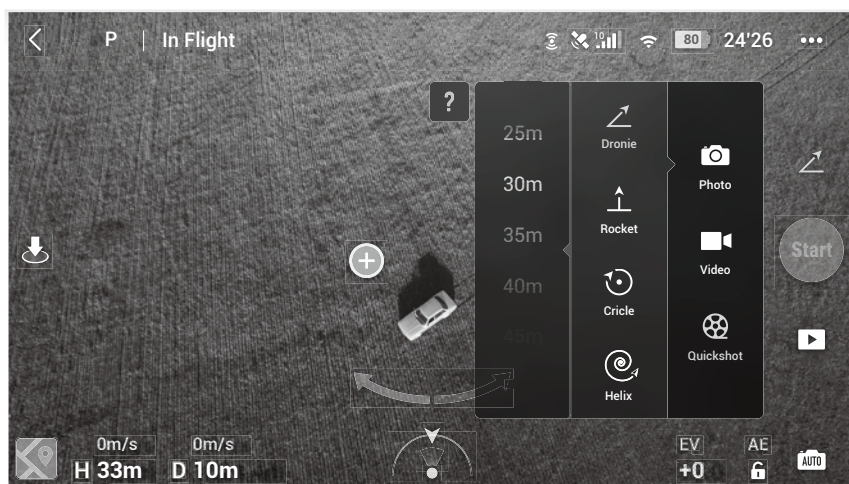 P | In Flight
10
80
24'26
?
25m
30m
35m
40m
45m
Dronie
Rocket
Cricle
Helix
Photo
Video
Quickshot
Start
0m/s
0m/s
H 33m
D 10m
EV
+0
AE
AUTO